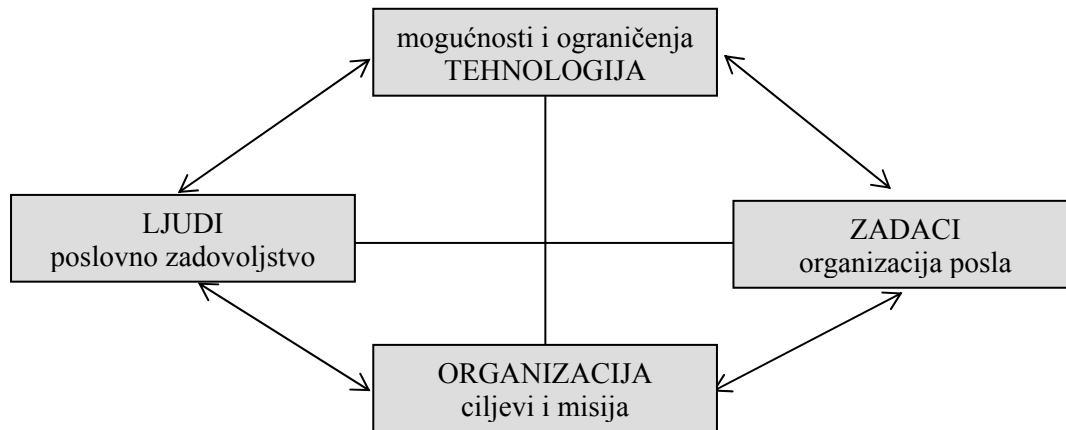 mogućnosti i ograničenja
TEHNOLOGIJA
LJUDI
poslovno zadovoljstvo
ZADACI
organizacija posla
ORGANIZACIJA
ciljevi i misija